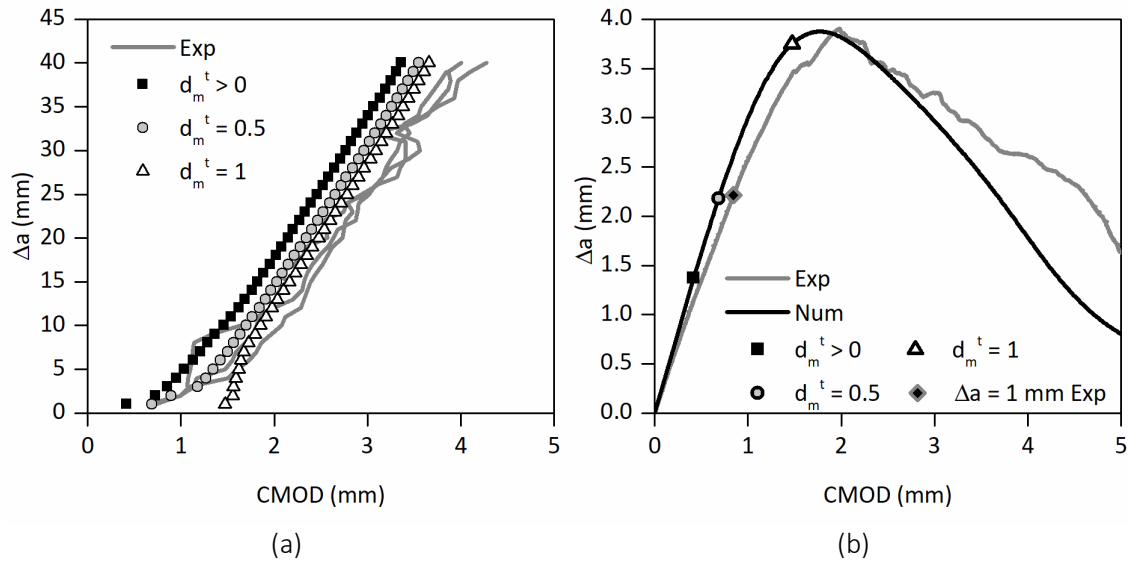 45
40
35
30
25
20
15
10
5
0
Δa (mm)
Exp
d_m^t > 0
d_m^t = 0.5
d_m^t = 1
0 1 2 3 4 5
CMOD (mm)
(a)
4.0
3.5
3.0
2.5
2.0
1.5
1.0
0.5
0.0
Δa (mm)
Exp
Num
d_m^t > 0 d_m^t = 1
d_m^t = 0.5 Δa = 1 mm Exp
0 1 2 3 4 5
CMOD (mm)
(b)